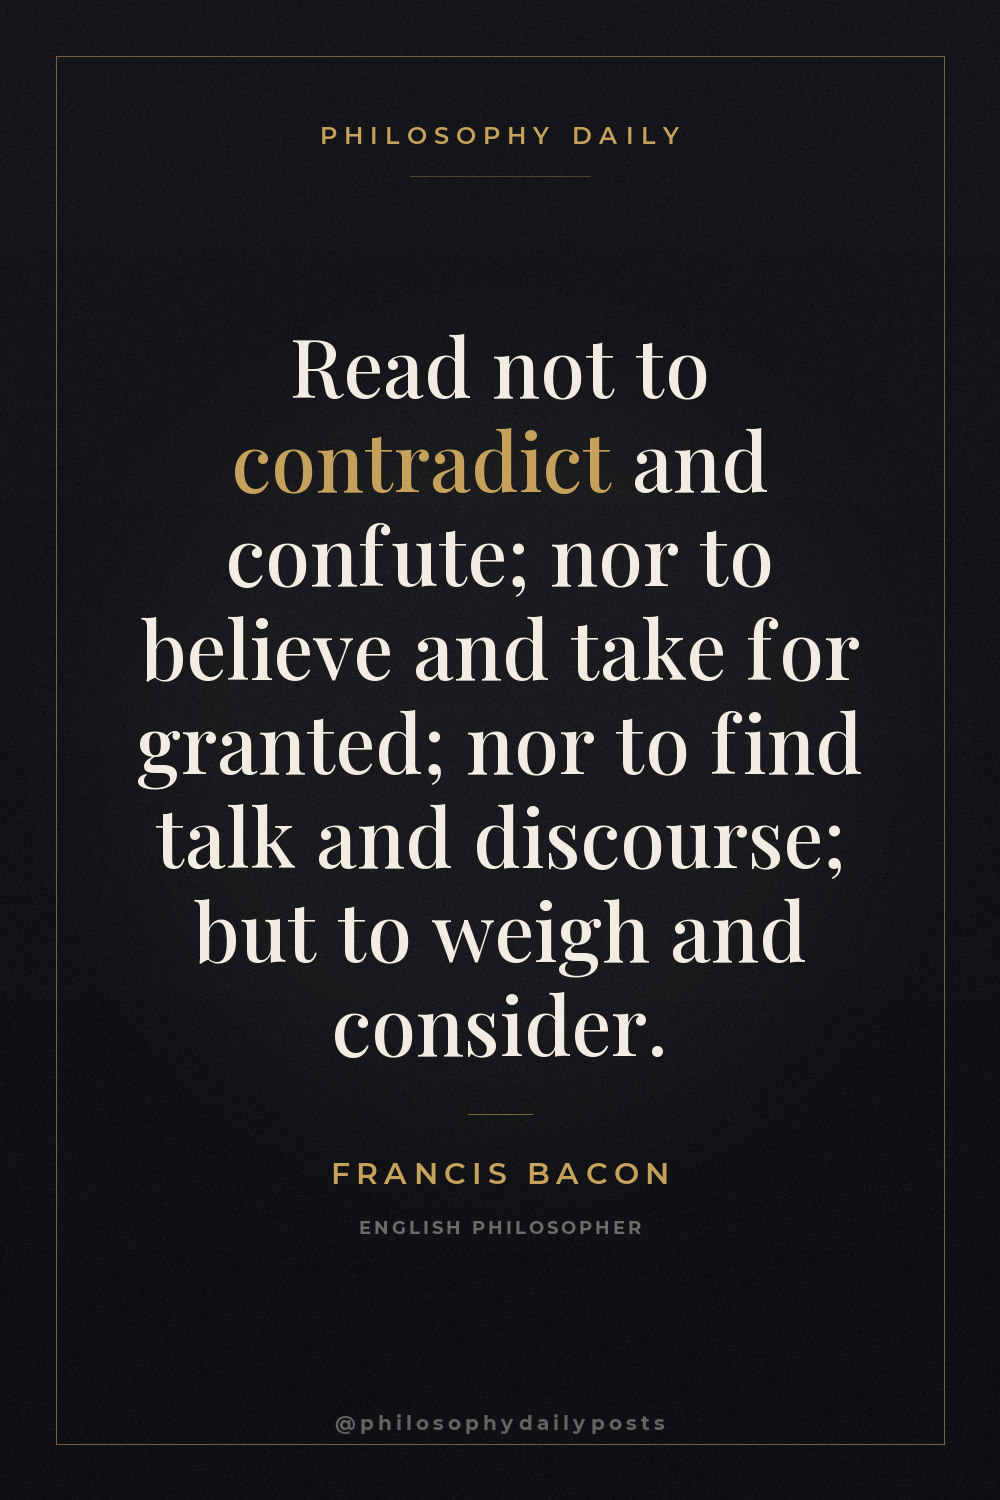 PHILOSOPHY DAILY
Read not to
contradict and
confute; nor to
believe and take for
granted; nor to find
talk and discourse;
but to weigh and
consider.
FRANCIS BACON
ENGLISH PHILOSOPHER
@philosophydailyposts